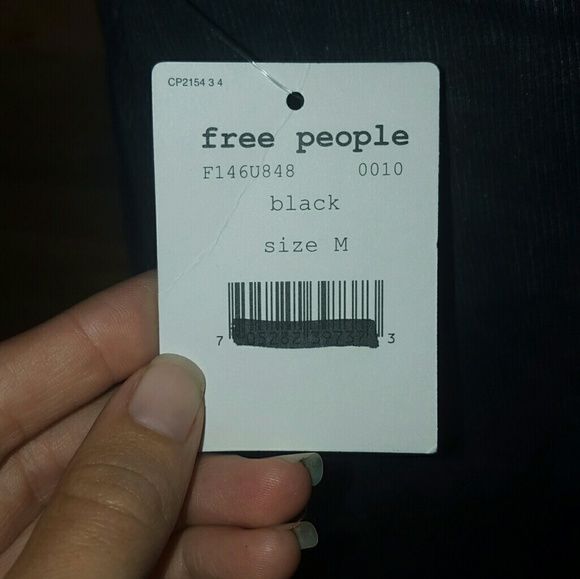 CP2154 3 4
free people
F146U848 0010
black
size M
7 3